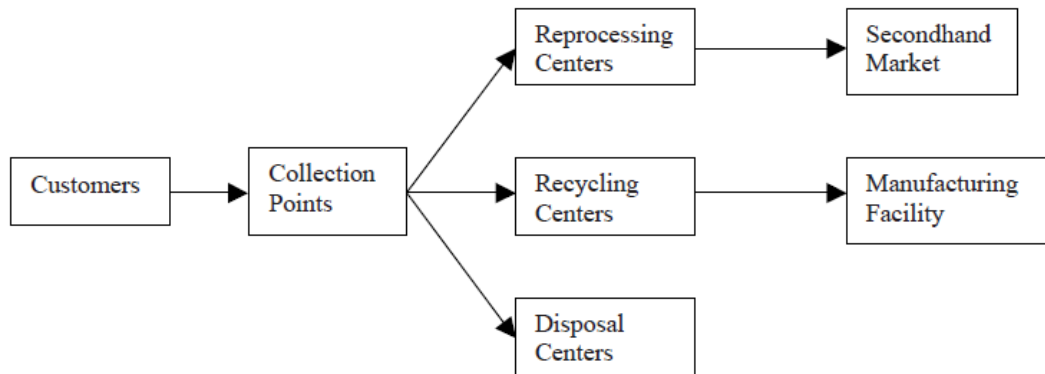 Customers
Collection
Points
Reprocessing
Centers
Secondhand
Market
Recycling
Centers
Manufacturing
Facility
Disposal
Centers